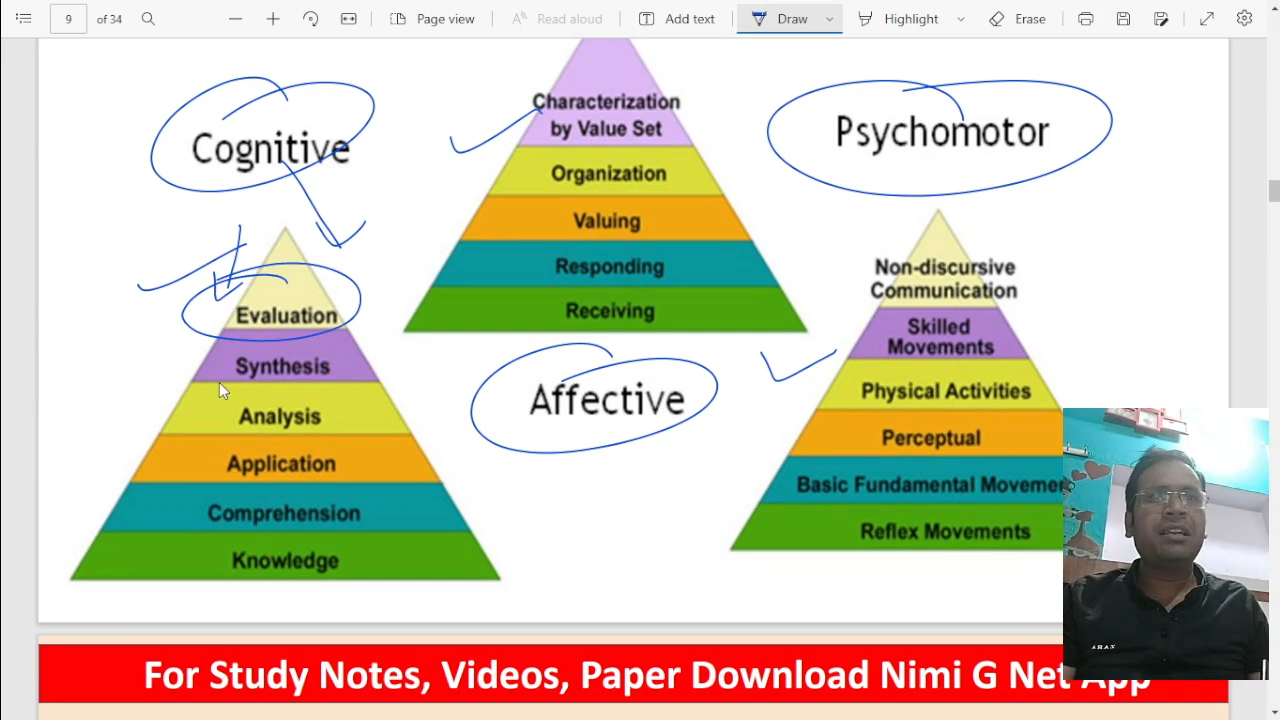 9 of 34
Page view
Read aloud
Add text
Draw
Highlight
Erase
Cognitive
Evaluation
Synthesis
Analysis
Application
Comprehension
Knowledge
Characterization
by Value Set
Organization
Valuing
Responding
Receiving
Affective
Psychomotor
Non-discursive
Communication
Skilled
Movements
Physical Activities
Perceptual
Basic Fundamental
Reflex Movements
For Study Notes, Videos, Paper Download Nimi G Net App